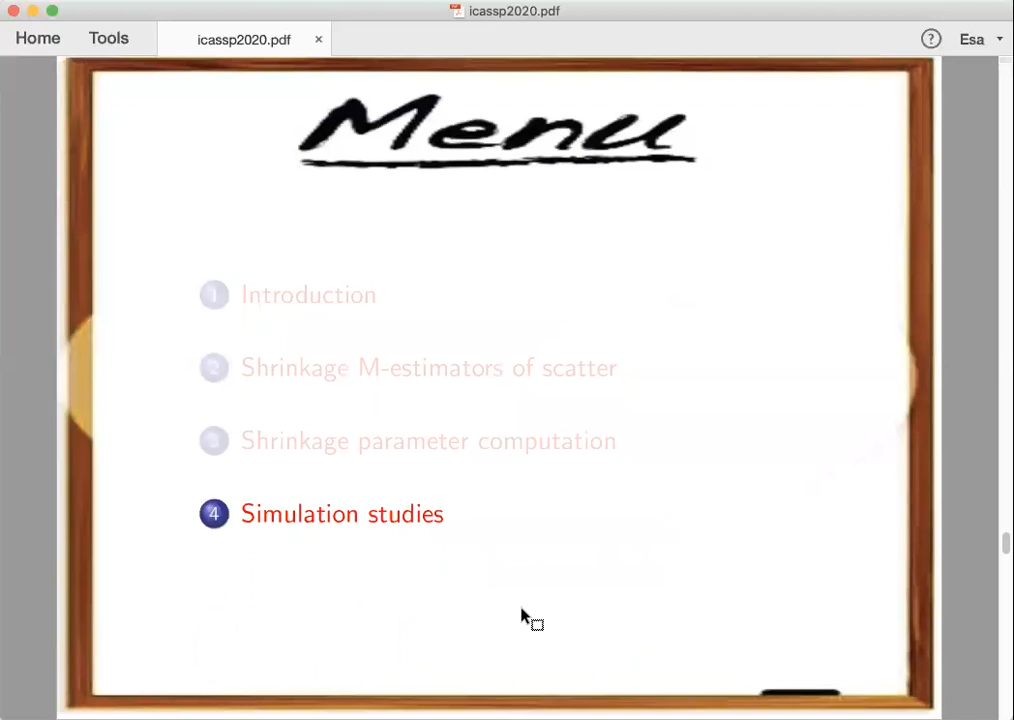 icassp2020.pdf
Home
Tools
icassp2020.pdf ×
? Esa
Menu
1 Introduction
2 Shrinkage M-estimators of scatter
3 Shrinkage parameter computation
4 Simulation studies